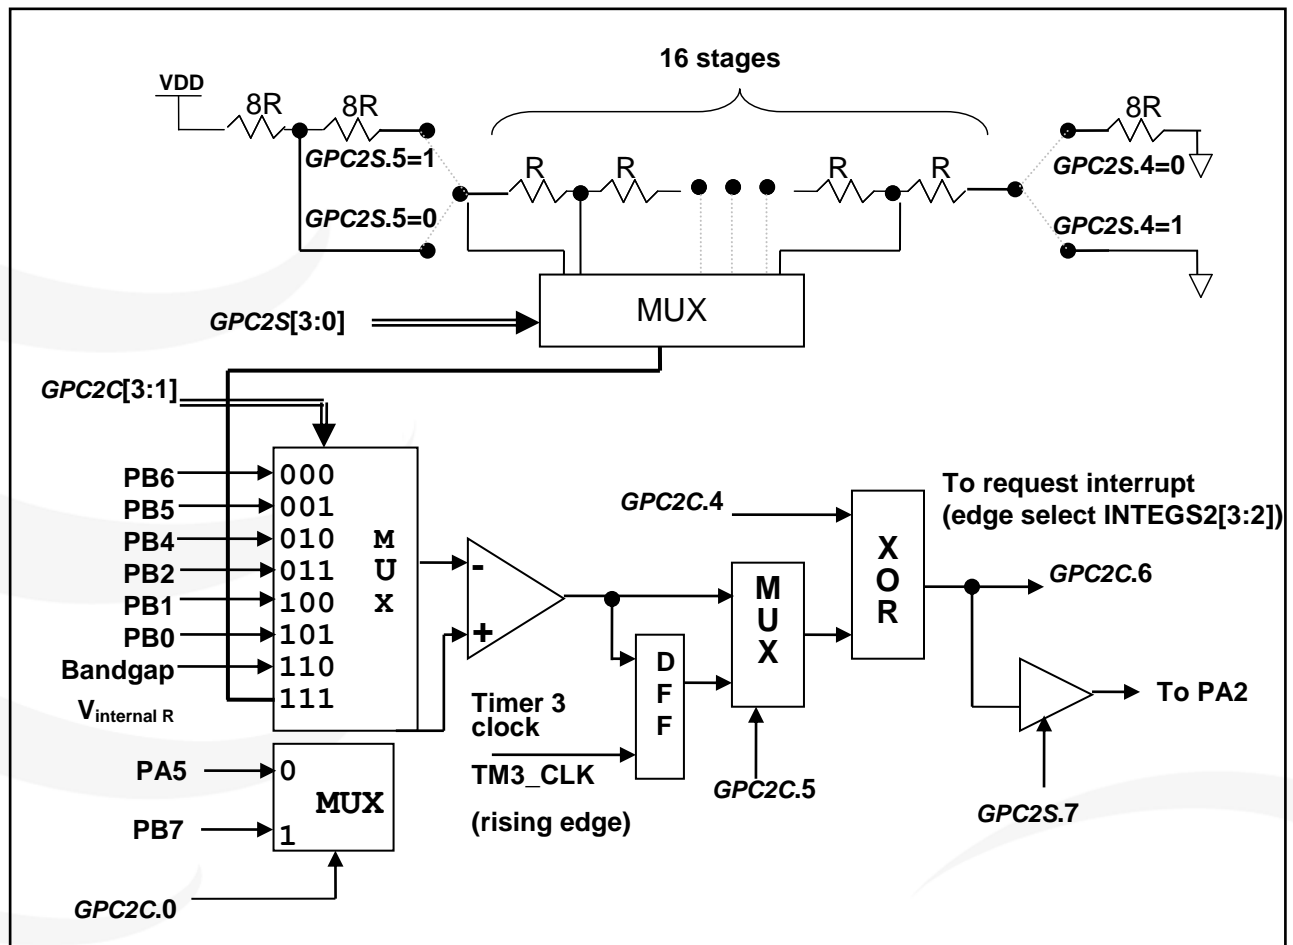 16 stages
VDD
8R
8R
8R
GPC2S.5=1
R
R
R
R
GPC2S.4=0
GPC2S.5=0
GPC2S.4=1
MUX
GPC2S[3:0]
GPC2C[3:1]
PB6
000
PB5
001
PB4
010
PB2
011
PB1
100
PB0
101
Bandgap
110
Vinternal R
111
M
U
X
-
+
GPC2C.4
To request interrupt
(edge select INTEGS2[3:2])
X
O
R
GPC2C.6
M
U
X
D
F
F
Timer 3
clock
TM3_CLK
(rising edge)
GPC2C.5
To PA2
GPC2S.7
PA5
0
MUX
PB7
1
GPC2C.0